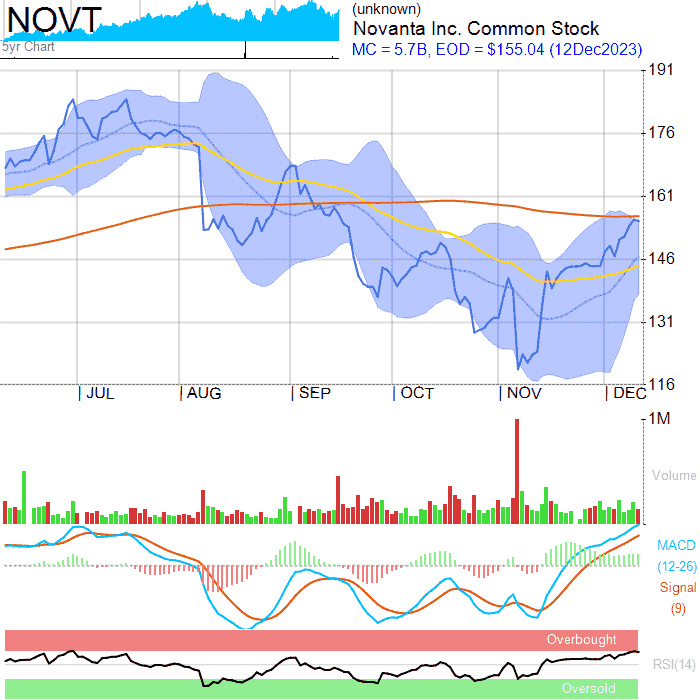 NOVT
(unknown)
Novanta Inc. Common Stock
5yr Chart
MC = 5.7B, EOD = $155.04 (12Dec2023)
191
176
161
146
131
116
JUL
AUG
SEP
OCT
NOV
DEC
1M
Volume
MACD
(12-26)
Signal
(9)
Overbought
RSI(14)
Oversold